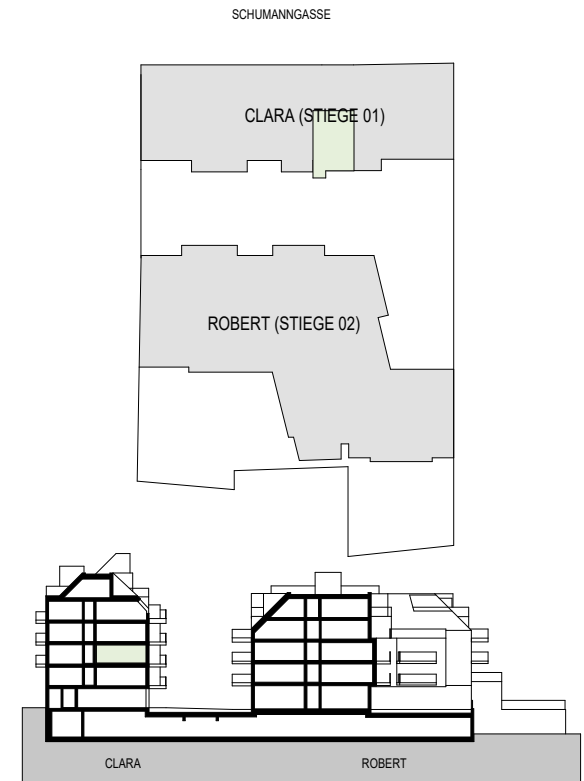 SCHUMANNGASSE
CLARA (STIEGE 01)
ROBERT (STIEGE 02)
CLARA
ROBERT